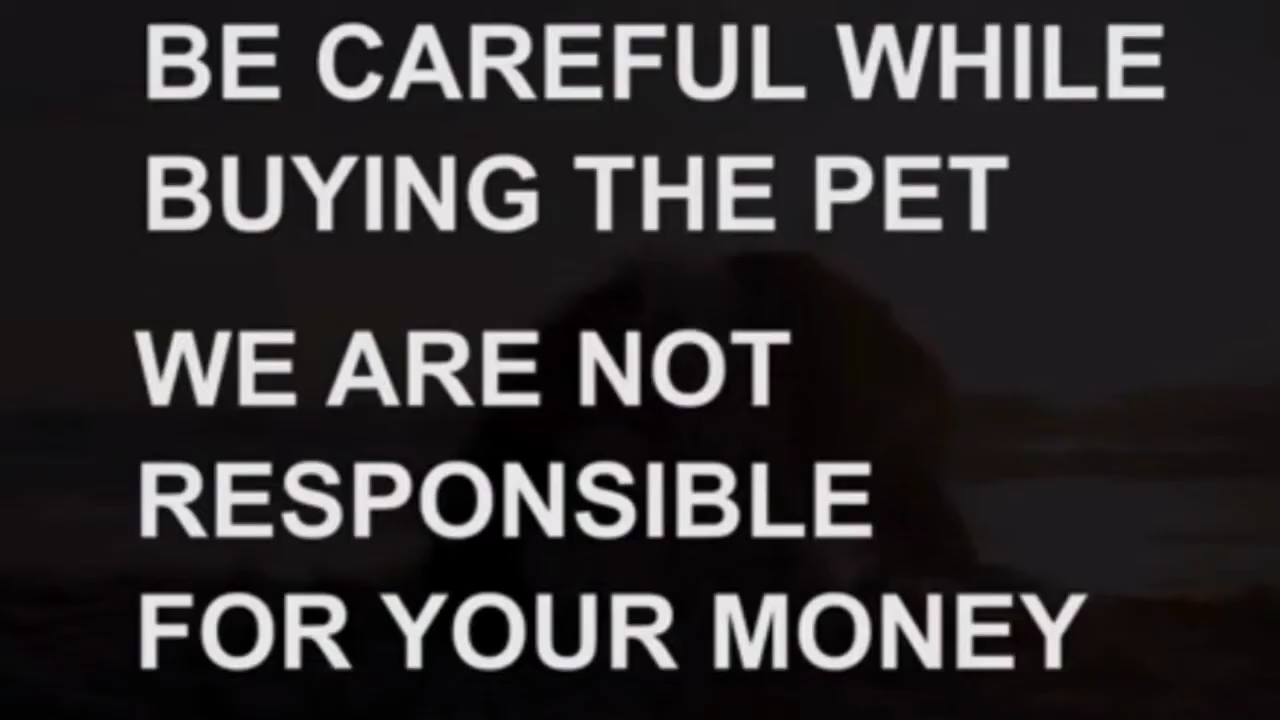 BE CAREFUL WHILE
BUYING THE PET
WE ARE NOT
RESPONSIBLE
FOR YOUR MONEY